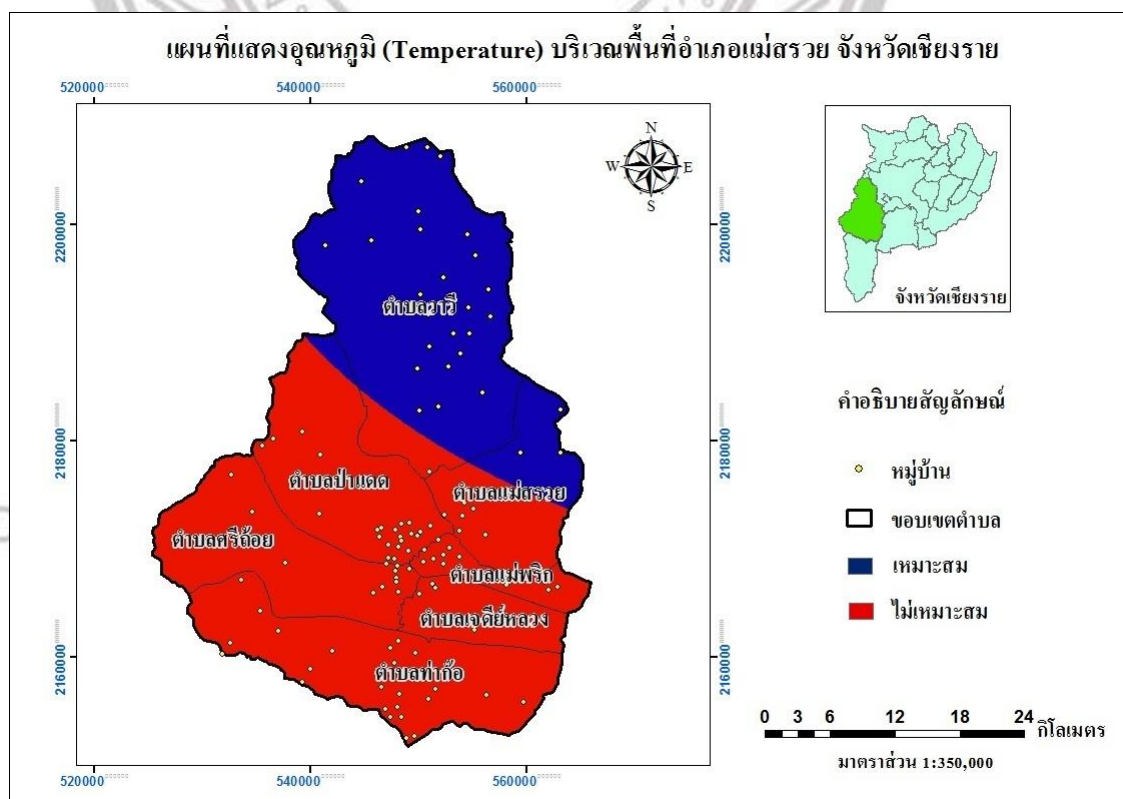 แผนที่แสดงอุณหภูมิ (Temperature) บริเวณพื้นที่อำเภอแม่สรวย จังหวัดเชียงราย
520000 540000 560000
N
W E
S
2200000 2200000
จังหวัดเชียงราย
ตำบลวาวี
คำอธิบายสัญลักษณ์
2180000 2180000
หมู่บ้าน
ตำบลป่าแดด
ตำบลแม่สรวย
ขอบเขตตำบล
ตำบลศรีถ้อย
เหมาะสม
ตำบลแม่พริก
ไม่เหมาะสม
ตำบลเจดีย์หลวง
2160000 2160000
ตำบลท่าก๊อ
0 3 6 12 18 24 กิโลเมตร
มาตราส่วน 1:350,000
520000 540000 560000